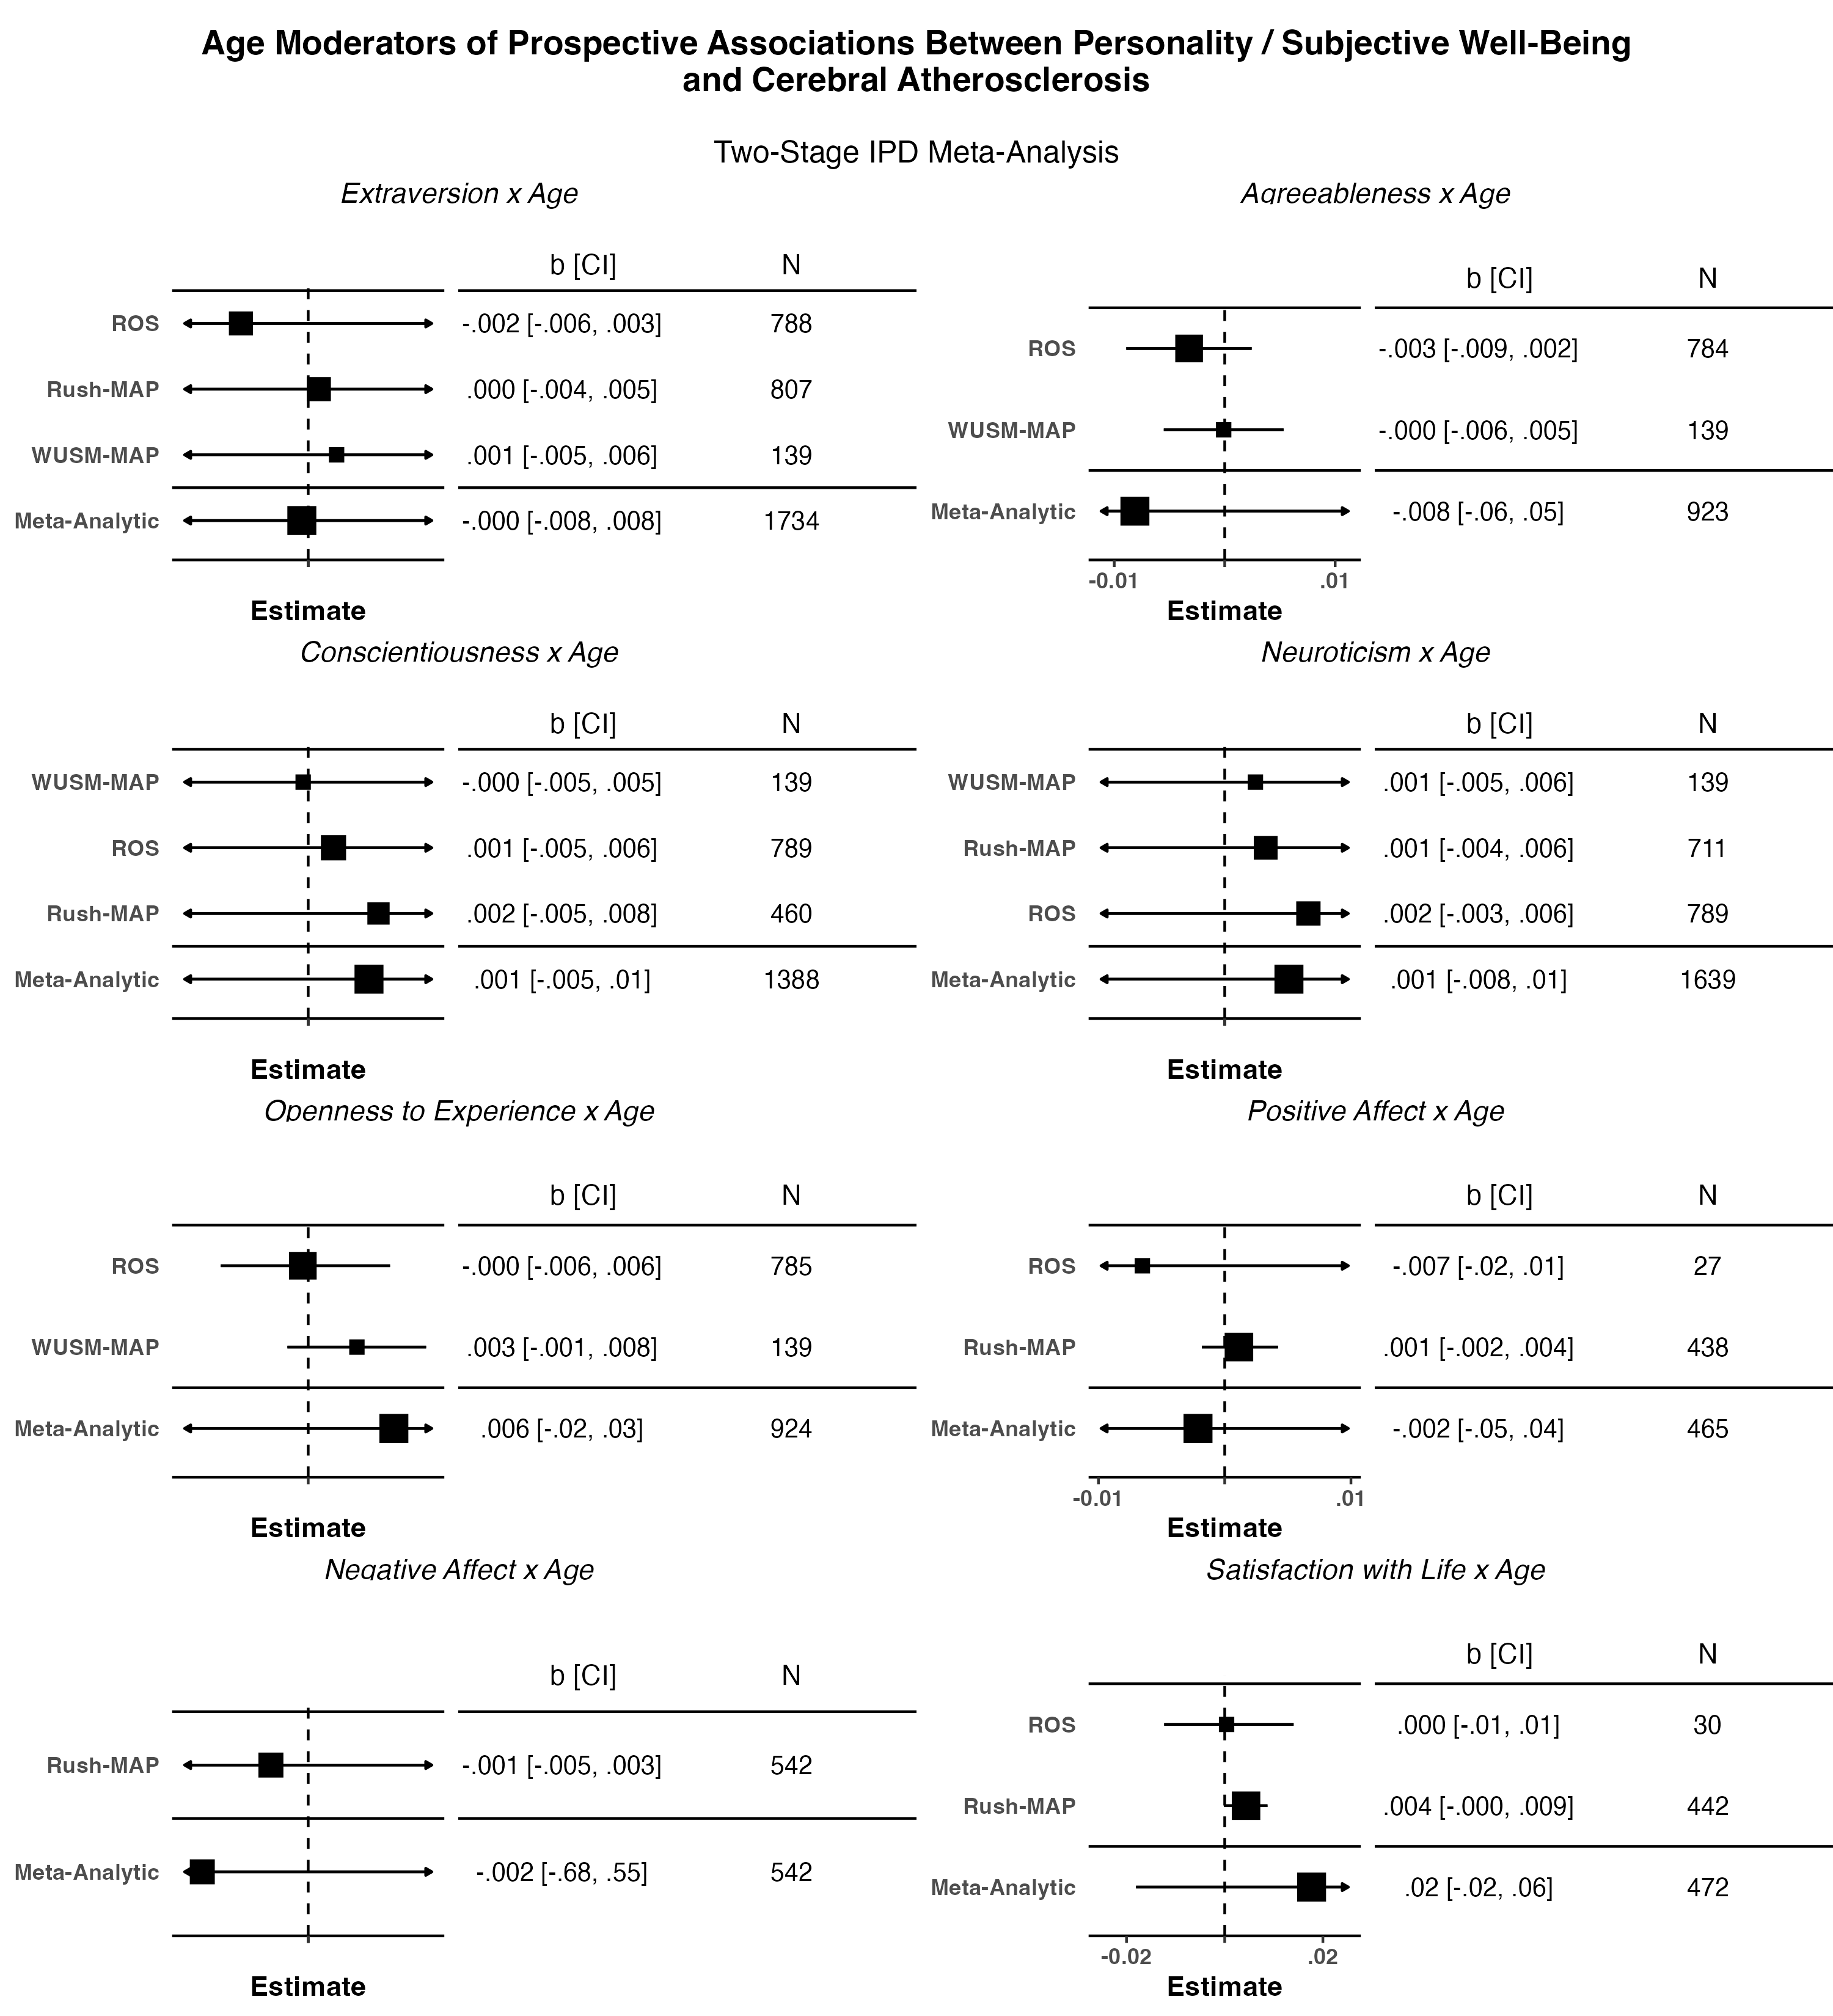 Age Moderators of Prospective Associations Between Personality / Subjective Well-Being
and Cerebral Atherosclerosis
Two-Stage IPD Meta-Analysis
Extraversion x Age
b [CI] N
ROS -.002 [-.006, .003] 788
Rush-MAP .000 [-.004, .005] 807
WUSM-MAP .001 [-.005, .006] 139
Meta-Analytic -.000 [-.008, .008] 1734
Estimate
Agreeableness x Age
b [CI] N
ROS -.003 [-.009, .002] 784
WUSM-MAP -.000 [-.006, .005] 139
Meta-Analytic -.008 [-.06, .05] 923
-0.01 .01
Estimate
Conscientiousness x Age
b [CI] N
WUSM-MAP -.000 [-.005, .005] 139
ROS .001 [-.005, .006] 789
Rush-MAP .002 [-.005, .008] 460
Meta-Analytic .001 [-.005, .01] 1388
Estimate
Neuroticism x Age
b [CI] N
WUSM-MAP .001 [-.005, .006] 139
Rush-MAP .001 [-.004, .006] 711
ROS .002 [-.003, .006] 789
Meta-Analytic .001 [-.008, .01] 1639
Estimate
Openness to Experience x Age
b [CI] N
ROS -.000 [-.006, .006] 785
WUSM-MAP .003 [-.001, .008] 139
Meta-Analytic .006 [-.02, .03] 924
Estimate
Positive Affect x Age
b [CI] N
ROS -.007 [-.02, .01] 27
Rush-MAP .001 [-.002, .004] 438
Meta-Analytic -.002 [-.05, .04] 465
-0.01 .01
Estimate
Negative Affect x Age
b [CI] N
Rush-MAP -.001 [-.005, .003] 542
Meta-Analytic -.002 [-.68, .55] 542
Estimate
Satisfaction with Life x Age
b [CI] N
ROS .000 [-.01, .01] 30
Rush-MAP .004 [-.000, .009] 442
Meta-Analytic .02 [-.02, .06] 472
-0.02 .02
Estimate